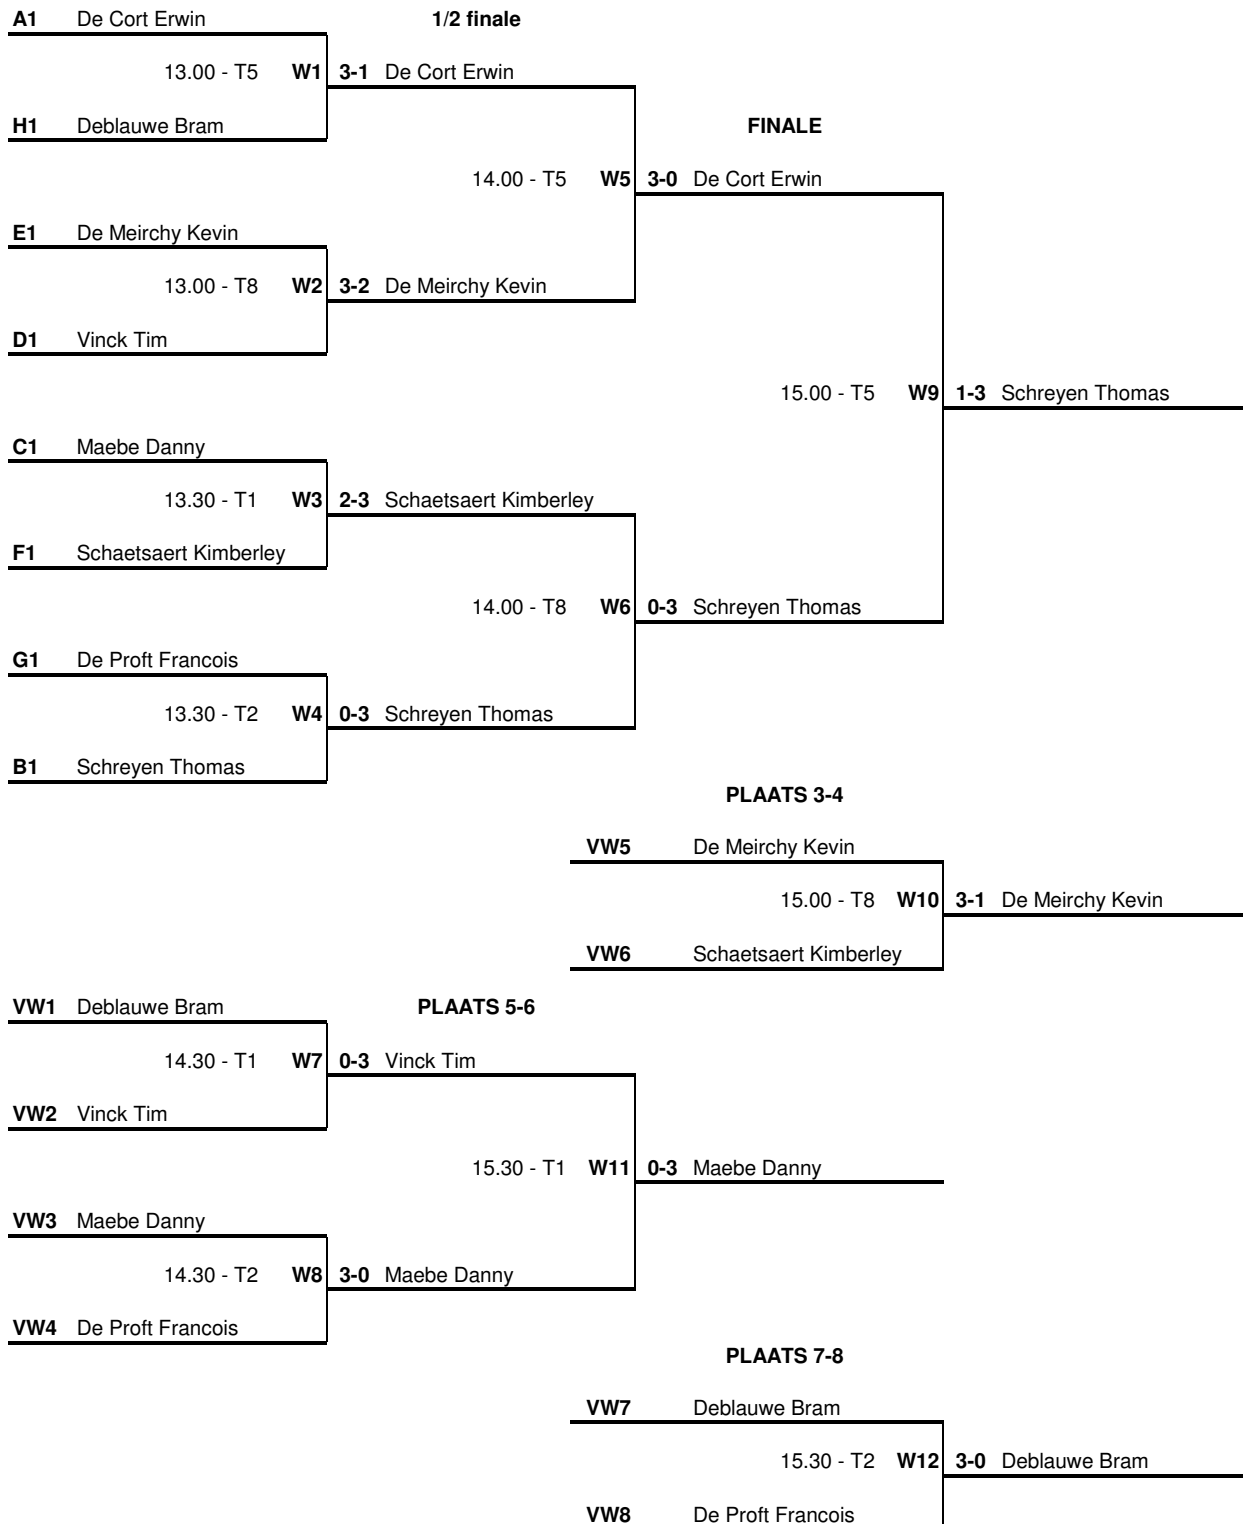 A1 De Cort Erwin 1/2 finale
13.00 - T5 W1 3-1 De Cort Erwin
H1 Deblauwe Bram FINALE
14.00 - T5 W5 3-0 De Cort Erwin
E1 De Meirchy Kevin
13.00 - T8 W2 3-2 De Meirchy Kevin
D1 Vinck Tim
15.00 - T5 W9 1-3 Schreyen Thomas
C1 Maebe Danny
13.30 - T1 W3 2-3 Schaetsaert Kimberley
F1 Schaetsaert Kimberley
14.00 - T8 W6 0-3 Schreyen Thomas
G1 De Proft Francois
13.30 - T2 W4 0-3 Schreyen Thomas
B1 Schreyen Thomas
PLAATS 3-4
VW5 De Meirchy Kevin
15.00 - T8 W10 3-1 De Meirchy Kevin
VW6 Schaetsaert Kimberley
VW1 Deblauwe Bram PLAATS 5-6
14.30 - T1 W7 0-3 Vinck Tim
VW2 Vinck Tim
15.30 - T1 W11 0-3 Maebe Danny
VW3 Maebe Danny
14.30 - T2 W8 3-0 Maebe Danny
VW4 De Proft Francois
PLAATS 7-8
VW7 Deblauwe Bram
15.30 - T2 W12 3-0 Deblauwe Bram
VW8 De Proft Francois